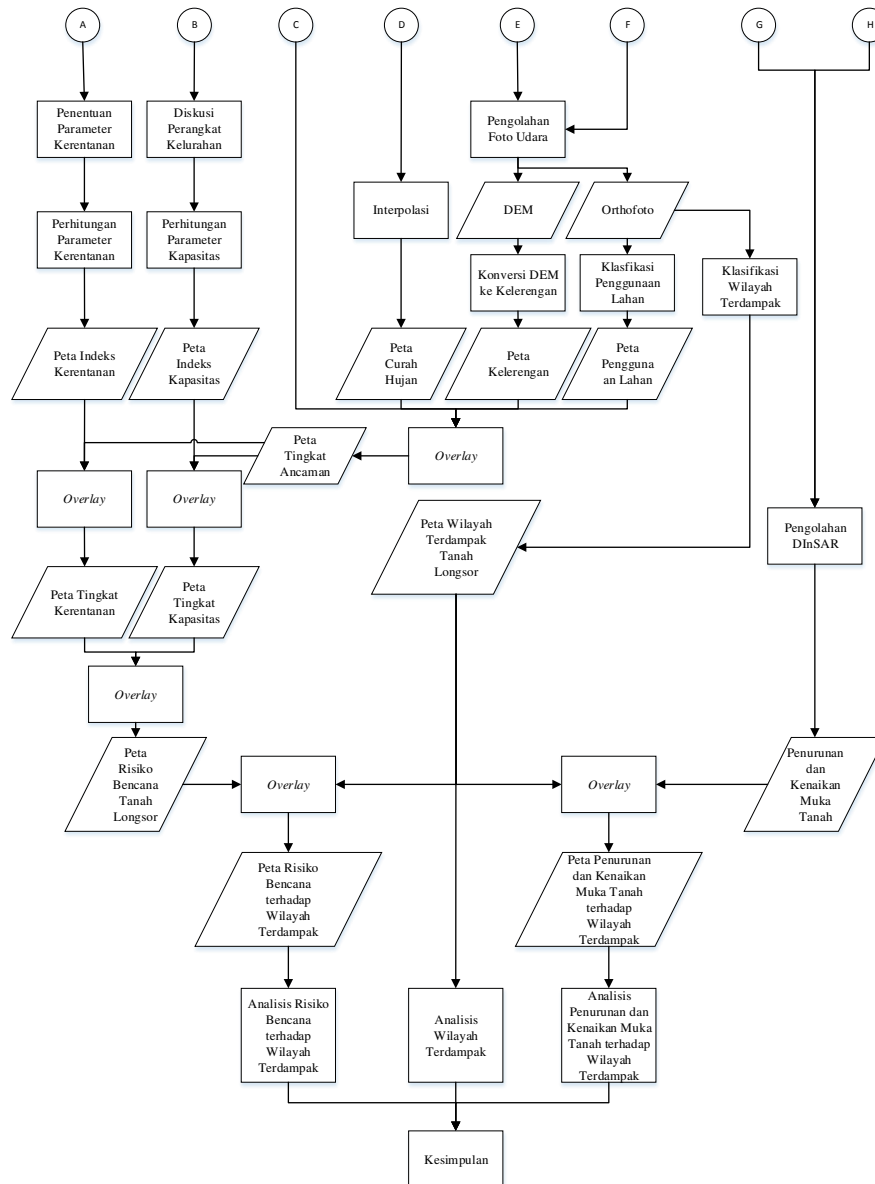 A
B
C
D
E
F
G
H
Penentuan
Parameter
Kerentanan
Diskusi
Perangkat
Kelurahan
Pengolahan
Foto Udara
Perhitungan
Parameter
Kerentanan
Perhitungan
Parameter
Kapasitas
Interpolasi
DEM
Orthofoto
Konversi DEM
ke Kelerengan
Klasfikasi
Penggunaan
Lahan
Klasifikasi
Wilayah
Terdampak
Peta Indeks
Kerentanan
Peta
Indeks
Kapasitas
Peta
Curah
Hujan
Peta
Kelerengan
Peta
Penggguna
an Lahan
Peta
Tingkat
Ancaman
Overlay
Overlay
Overlay
Peta Wilayah
Terdampak
Tanah
Longsor
Pengolahan
DInSAR
Peta Tingkat
Kerentanan
Peta
Tingkat
Kapasitas
Overlay
Peta
Risiko
Bencana
Tanah
Longsor
Overlay
Overlay
Penurunan
dan
Kenaikan
Muka
Tanah
Peta Risiko
Bencana
terhadap
Wilayah
Terdampak
Peta Penurunan
dan Kenaikan
Muka Tanah
terhadap
Wilayah
Terdampak
Analisis Risiko
Bencana
terhadap
Wilayah
Terdampak
Analisis
Wilayah
Terdampak
Analisis
Penurunan dan
Kenaikan Muka
Tanah terhadap
Wilayah
Terdampak
Kesimpulan